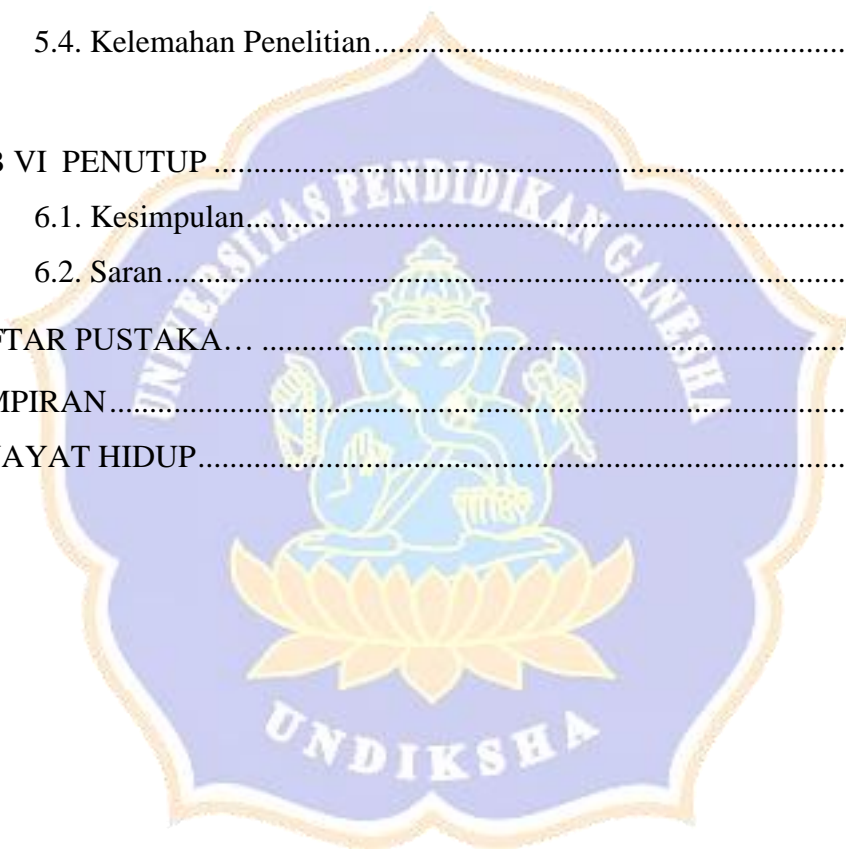 5.4. Kelemahan Penelitian..........................................................
B VI PENUTUP ...............................................................................
6.1. Kesimpulan...........................................................................
6.2. Saran.....................................................................................
TAR PUSTAKA… .........................................................................
MPIRAN............................................................................................
AYAT HIDUP.................................................................................
UNIVERSITAS PENDIDIKAN GANESHA
UNDIKSHA